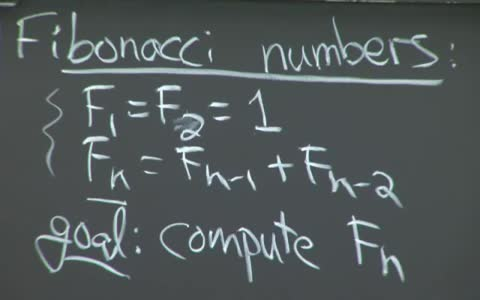 Fibonacci numbers:
F₁ = F₂ = 1
Fₙ = Fₙ₋₁ + Fₙ₋₂
goal: compute Fₙ